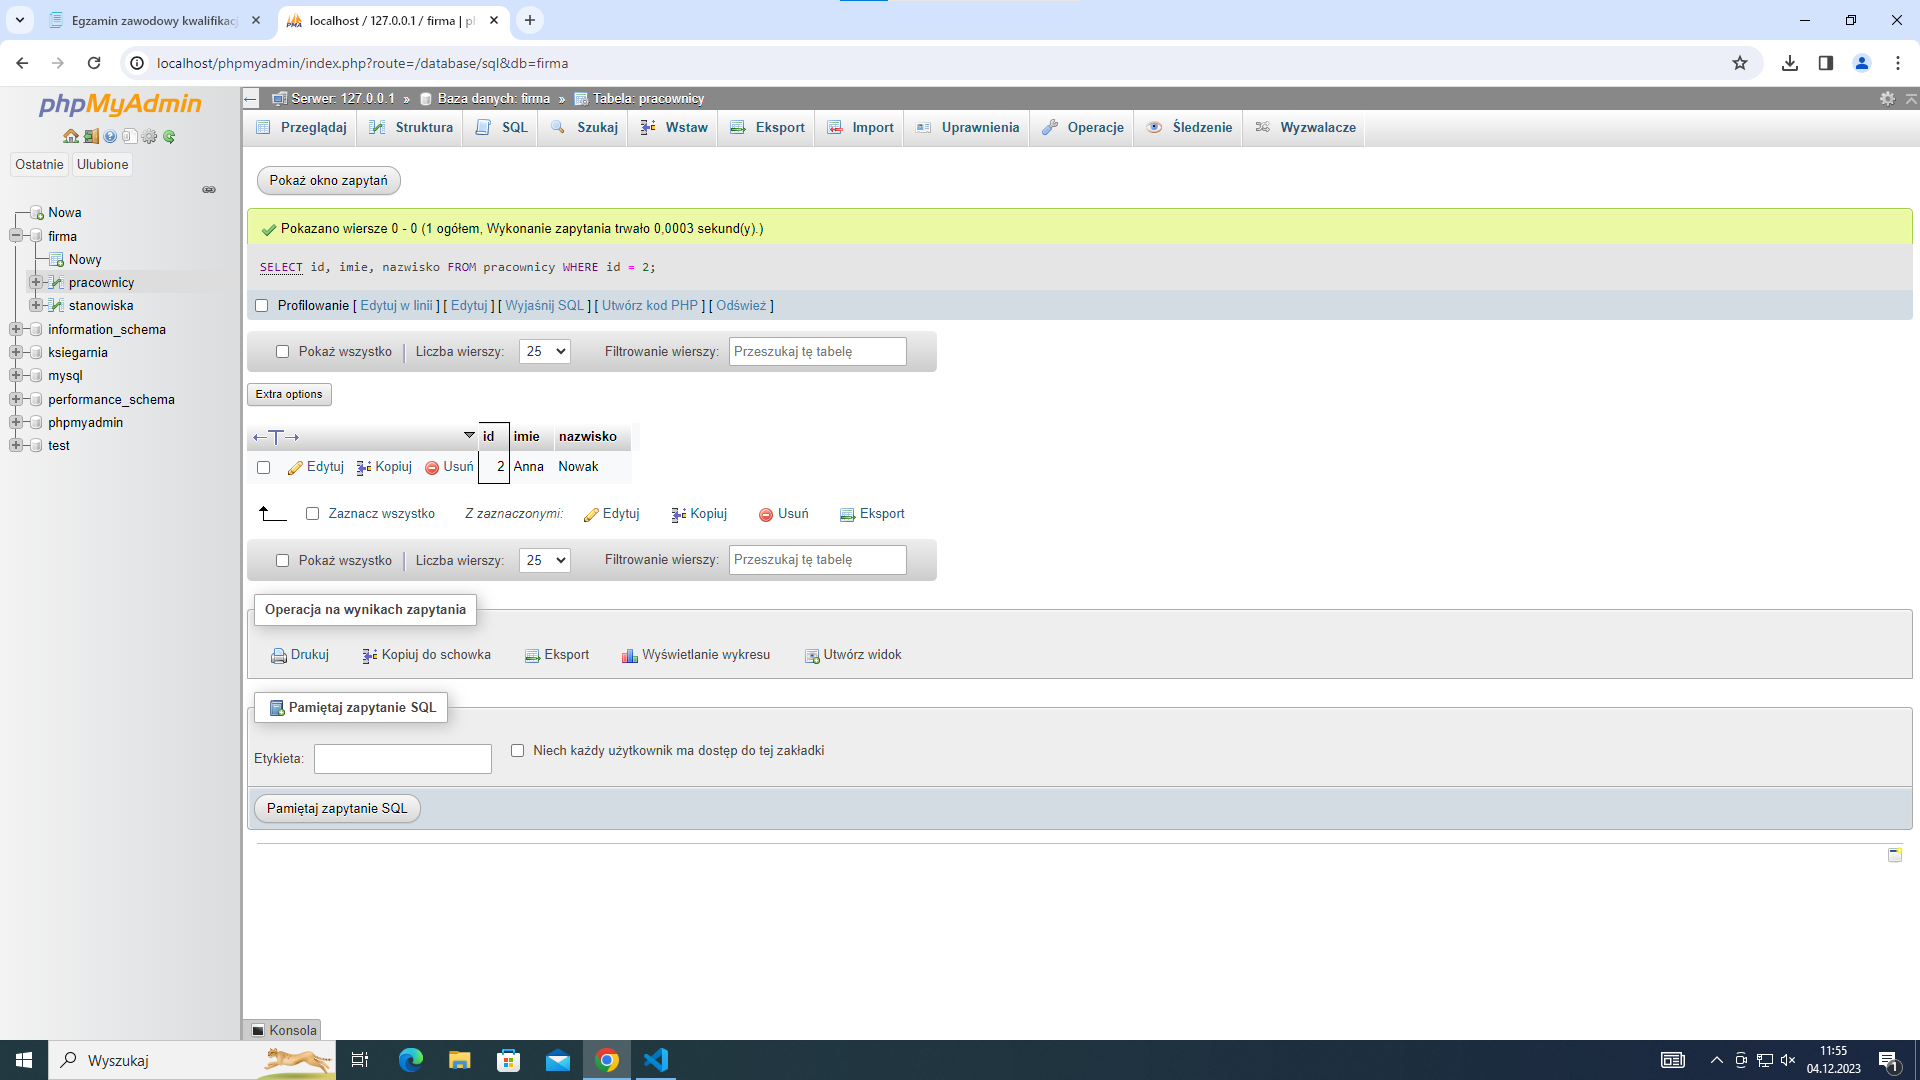 Egzamin zawodowy kwalifikacj
localhost / 127.0.0.1 / firma | ph
localhost/phpmyadmin/index.php?route=/database/sql&db=firma
phpMyAdmin
Ostatnie Ulubione
Nowa
firma
Nowy
pracownicy
stanowiska
information_schema
ksiegarnia
mysql
performance_schema
phpmyadmin
test
Serwer: 127.0.0.1 » Baza danych: firma » Tabela: pracownicy
Przeglądaj Struktura SQL Szukaj Wstaw Eksport Import Uprawnienia Operacje Śledzenie Wyzwalacze
Pokaż okno zapytań
Pokazano wiersze 0 - 0 (1 ogółem, Wykonanie zapytania trwało 0,0003 sekund(y).)
SELECT id, imie, nazwisko FROM pracownicy WHERE id = 2;
Profilowanie [ Edytuj w linii ] [ Edytuj ] [ Wyjaśnij SQL ] [ Utwórz kod PHP ] [ Odśwież ]
Pokaż wszystko | Liczba wierszy: 25 Filtrowanie wierszy: Przeszukaj tę tabelę
Extra options
←T→ id imie nazwisko
Edytuj Kopiuj Usuń 2 Anna Nowak
Zaznacz wszystko Z zaznaczonymi: Edytuj Kopiuj Usuń Eksport
Pokaż wszystko | Liczba wierszy: 25 Filtrowanie wierszy: Przeszukaj tę tabelę
Operacja na wynikach zapytania
Drukuj Kopiuj do schowka Eksport Wyświetlanie wykresu Utwórz widok
Pamiętaj zapytanie SQL
Etykieta: Niech każdy użytkownik ma dostęp do tej zakładki
Pamiętaj zapytanie SQL
Konsola
Wyszukaj
11:55
04.12.2023
1